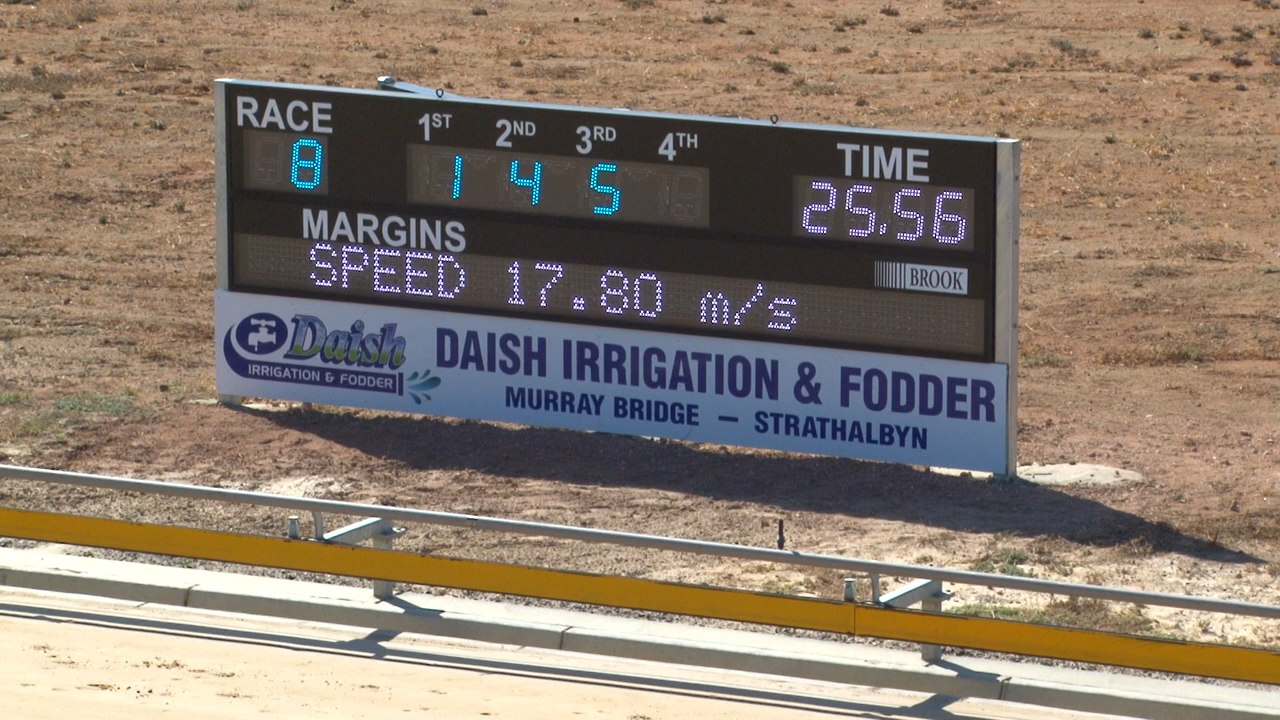 RACE 1ST 2ND 3RD 4TH TIME
8 1 4 5 25.56
MARGINS
SPEED 17.80 m/s
BROOK
Daish
IRRIGATION & FODDER
DAISH IRRIGATION & FODDER
MURRAY BRIDGE — STRATHALBYN